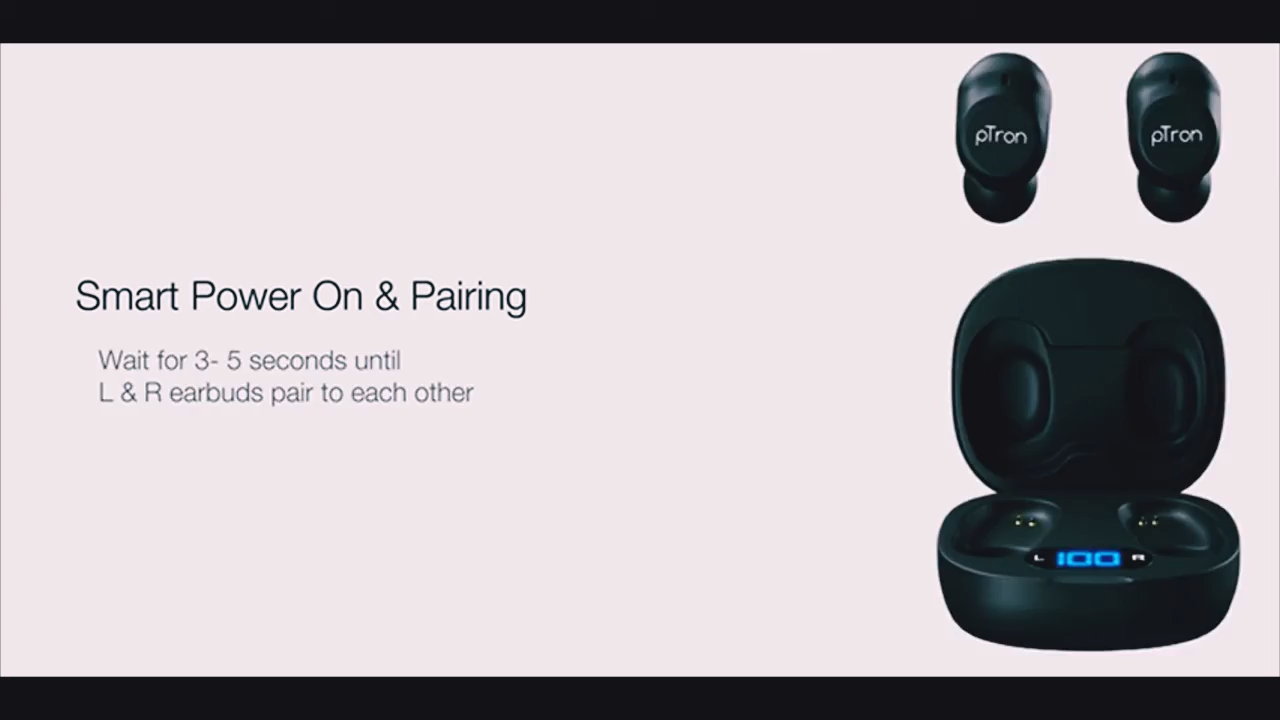 pTron
pTron
Smart Power On & Pairing
Wait for 3- 5 seconds until
L & R earbuds pair to each other
L 100 R